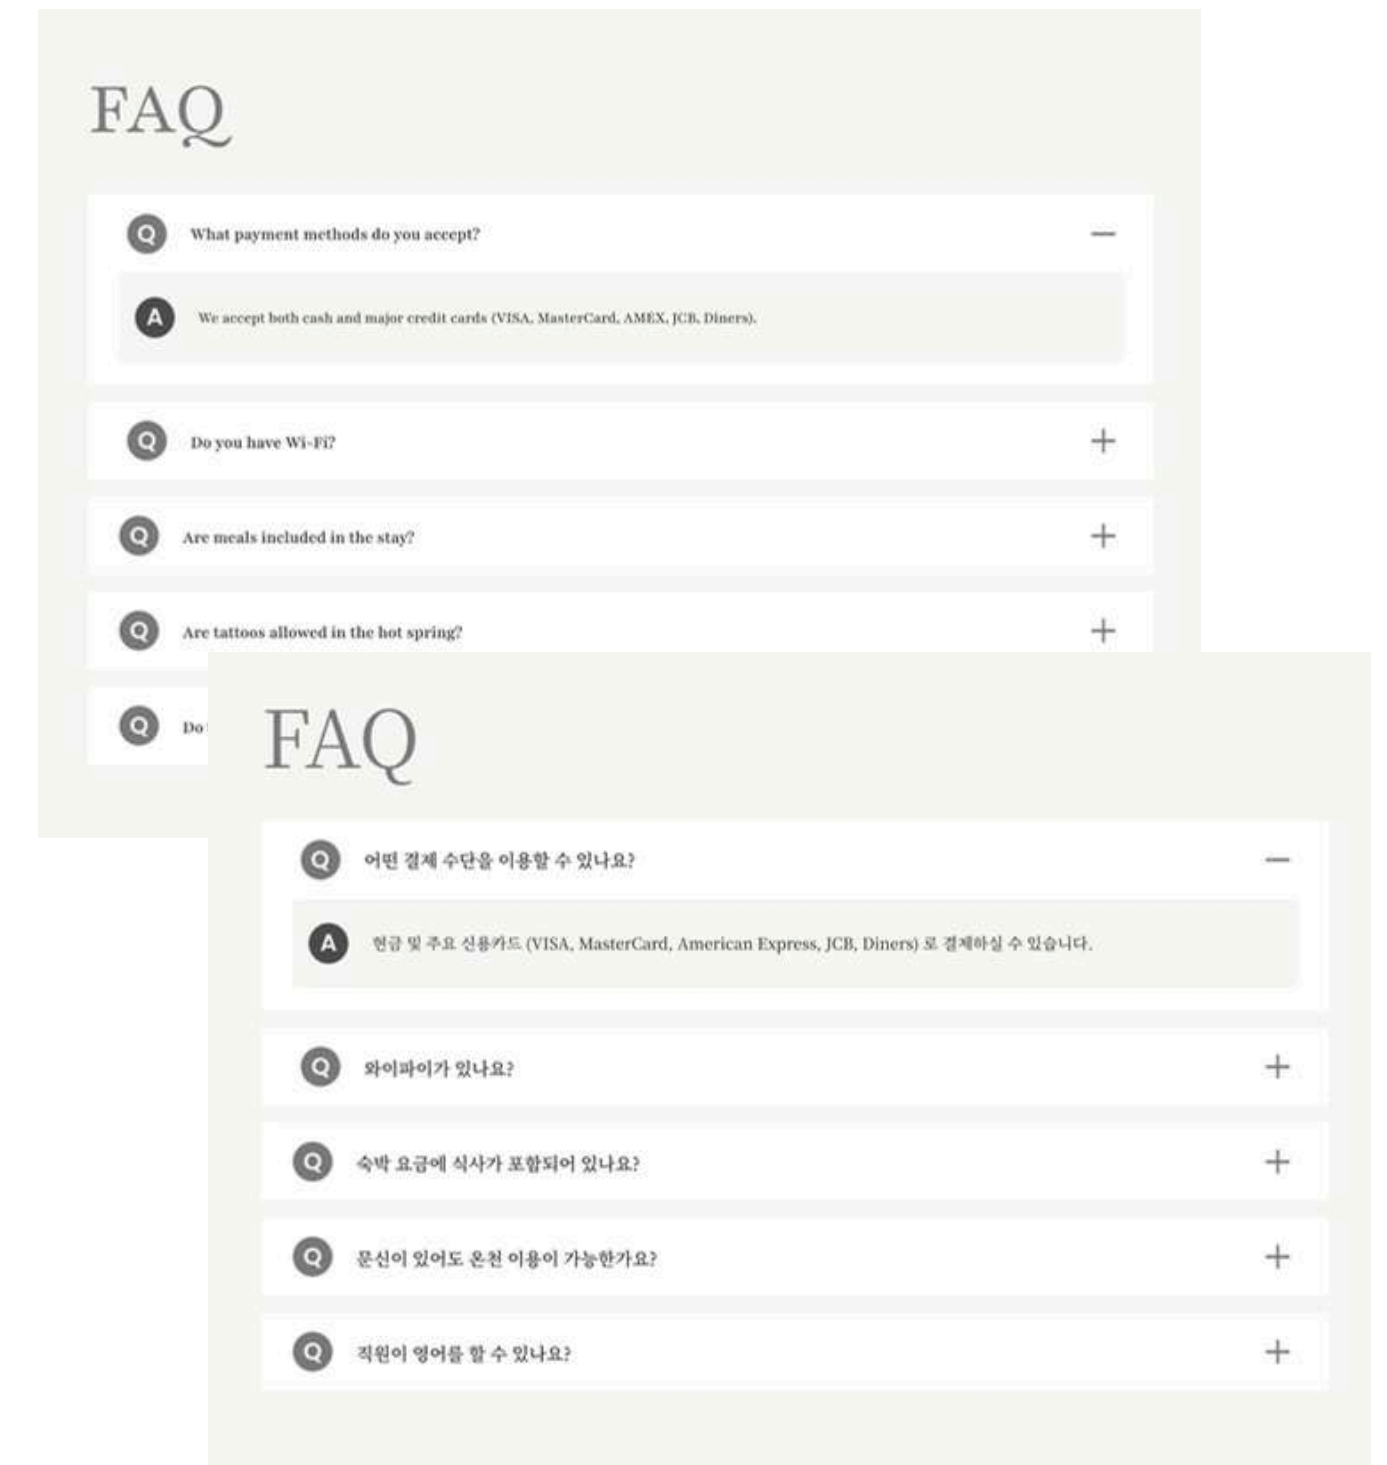 FAQ
Q What payment methods do you accept?
A We accept both cash and major credit cards (VISA, MasterCard, AMEX, JCB, Diners).
Q Do you have Wi-Fi?
Q Are meals included in the stay?
Q Are tattoos allowed in the hot spring?
Q Do
FAQ
Q 어떤 결제 수단을 이용할 수 있나요?
A 현금 및 주요 신용카드 (VISA, MasterCard, American Express, JCB, Diners) 로 결제하실 수 있습니다.
Q 와이파이가 있나요?
Q 숙박 요금에 식사가 포함되어 있나요?
Q 문신이 있어도 온천 이용이 가능한가요?
Q 직원이 영어를 할 수 있나요?